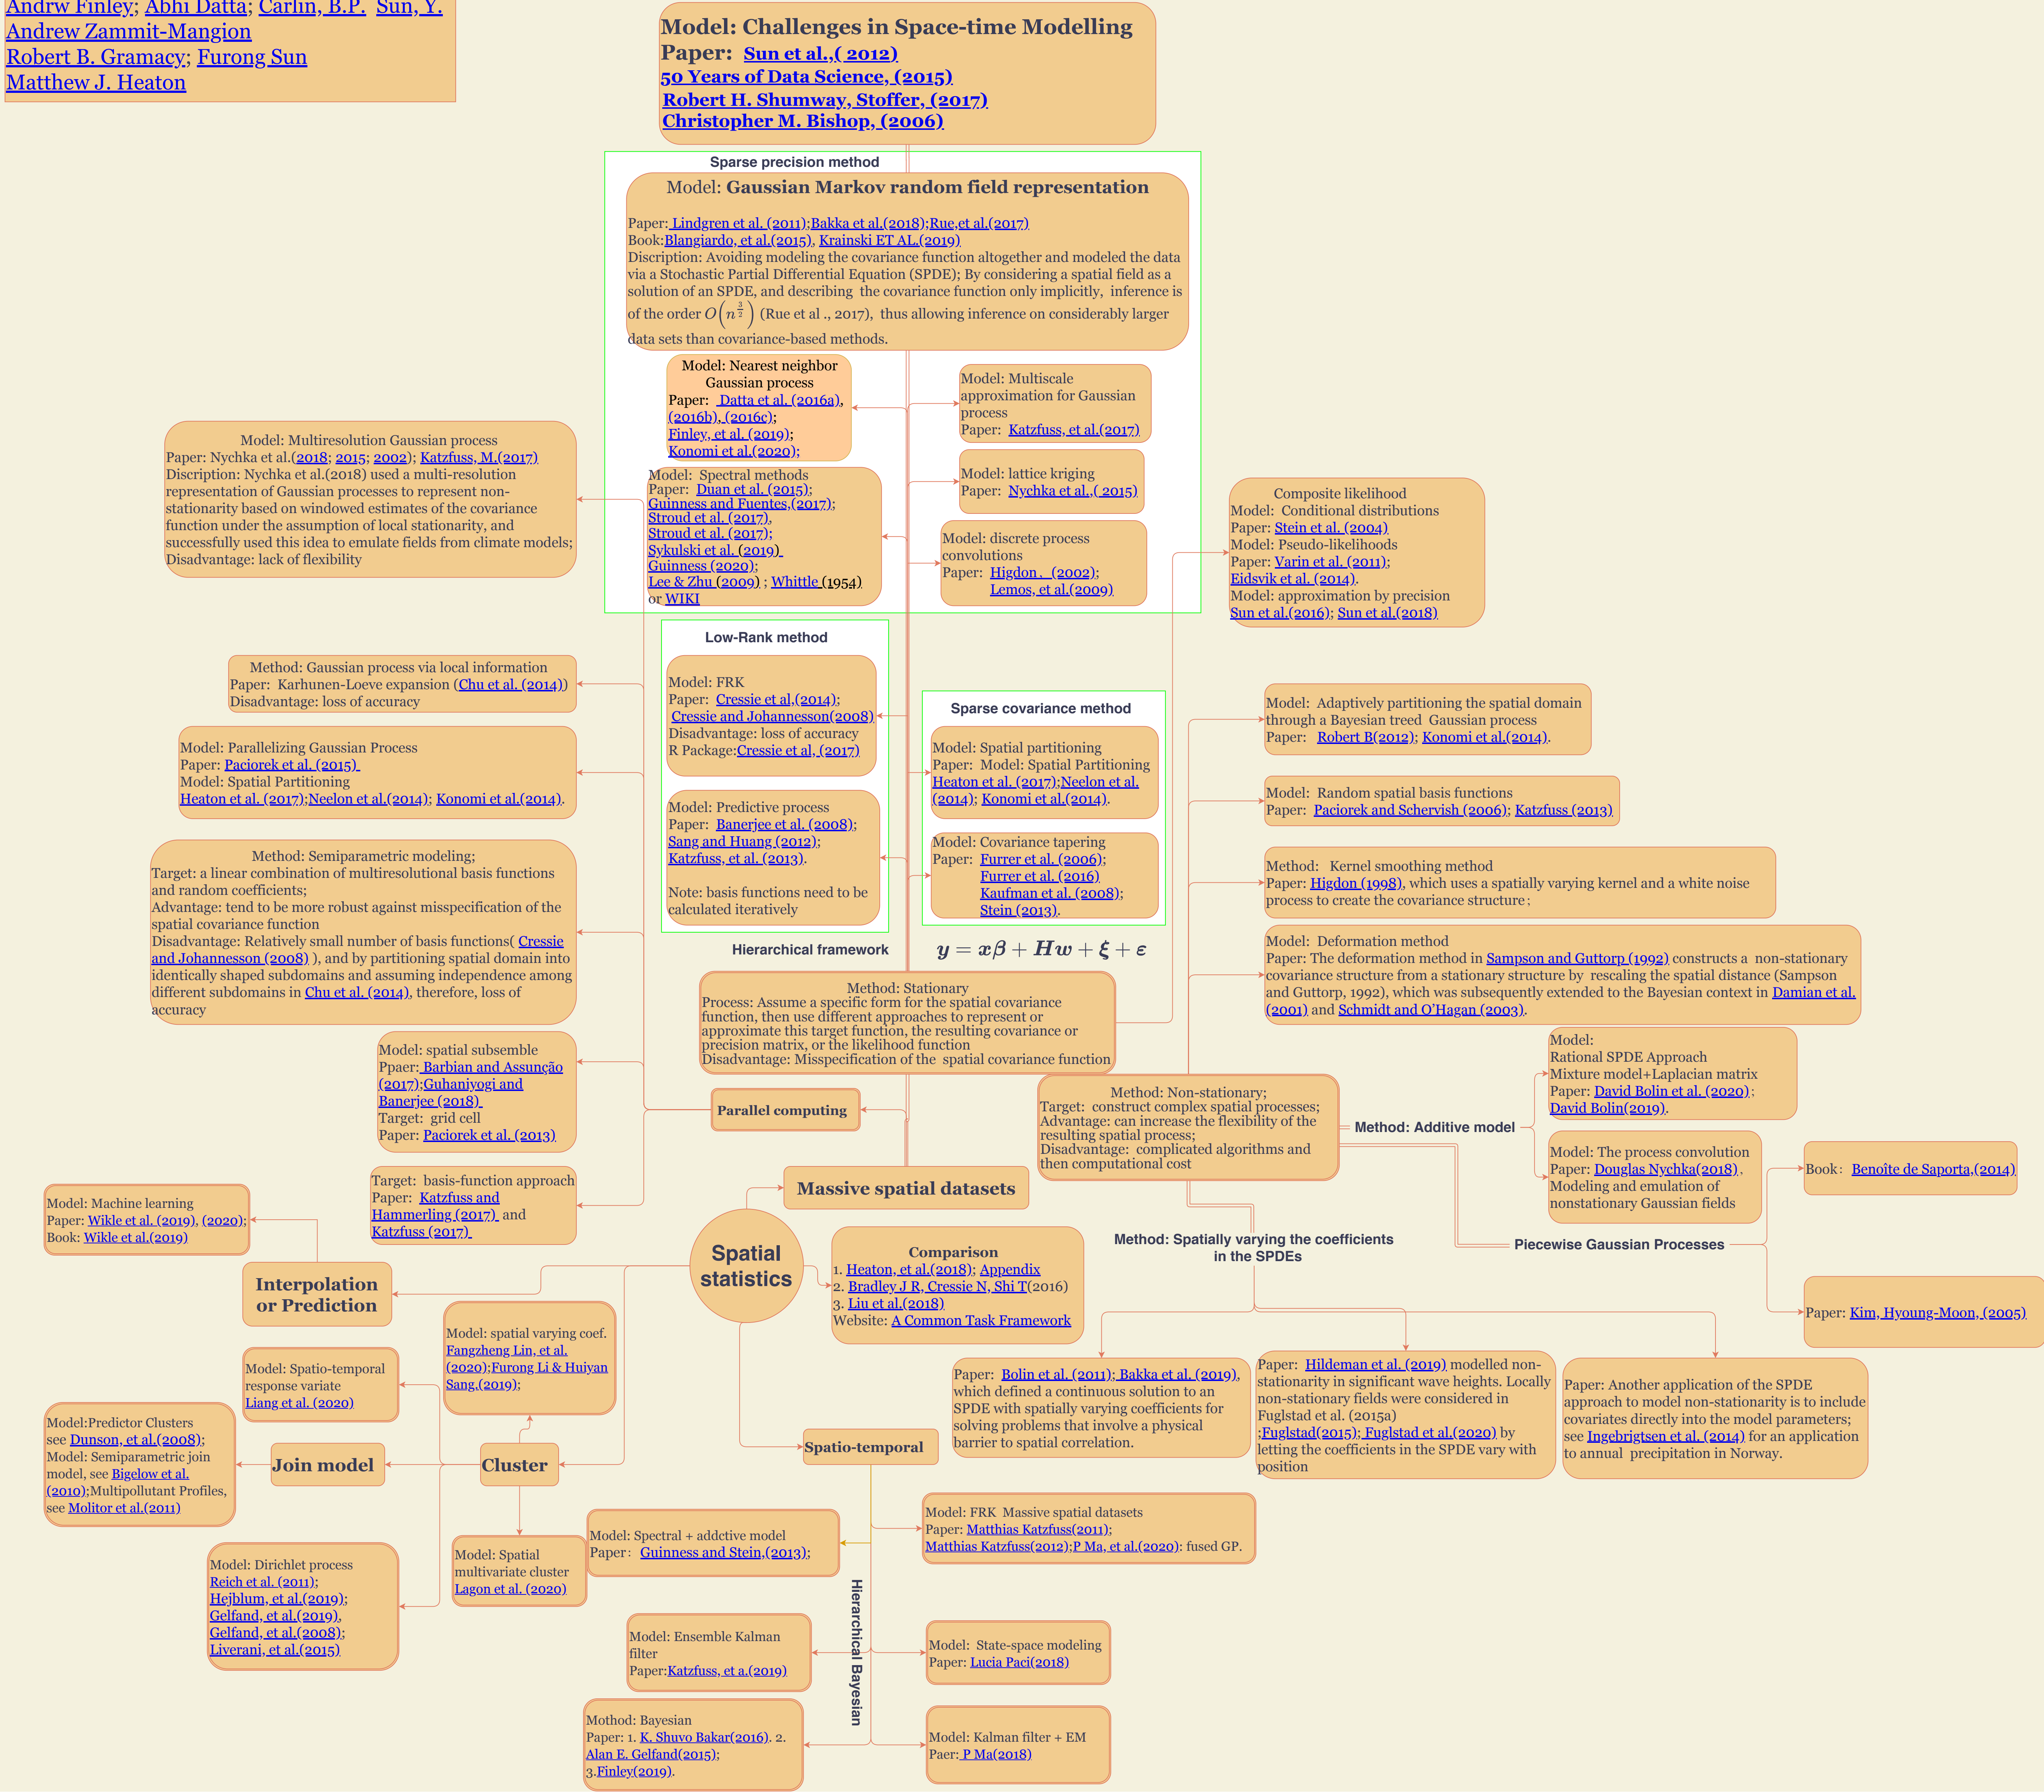 Andrw Finley; Abhi Datta; Carlin, B.P. Sun, Y.
Andrew Zammit-Mangion
Robert B. Gramacy; Furong Sun
Matthew J. Heaton
Model: Challenges in Space-time Modelling
Paper: Sun et al.,( 2012)
50 Years of Data Science, (2015)
Robert H. Shumway, Stoffer, (2017)
Christopher M. Bishop, (2006)
Sparse precision method
Model: Gaussian Markov random field representation
Paper: Lindgren et al. (2011);Bakka et al.(2018);Rue,et al.(2017)
Book:Blangiardo, et al.(2015), Krainski ET AL.(2019)
Discription: Avoiding modeling the covariance function altogether and modeled the data
via a Stochastic Partial Differential Equation (SPDE); By considering a spatial field as a
solution of an SPDE, and describing the covariance function only implicitly, inference is
of the order O(n^{3/2}) (Rue et al ., 2017), thus allowing inference on considerably larger
data sets than covariance-based methods.
Model: Nearest neighbor
Gaussian process
Paper: Datta et al. (2016a),
(2016b), (2016c);
Finley, et al. (2019);
Konomi et al.(2020);
Model: Multiscale
approximation for Gaussian
process
Paper: Katzfuss, et al.(2017)
Model: Spectral methods
Paper: Duan et al. (2015);
Guinness and Fuentes,(2017);
Stroud et al. (2017),
Stroud et al. (2017);
Sykulski et al. (2019)
Guinness (2020);
Lee & Zhu (2009) ; Whittle (1954)
or WIKI
Model: lattice kriging
Paper: Nychka et al.,( 2015)
Model: discrete process
convolutions
Paper: Higdon、 (2002);
Lemos, et al.(2009)
Model: Multiresolution Gaussian process
Paper: Nychka et al.(2018; 2015; 2002); Katzfuss, M.(2017)
Discription: Nychka et al.(2018) used a multi-resolution
representation of Gaussian processes to represent non-
stationarity based on windowed estimates of the covariance
function under the assumption of local stationarity, and
successfully used this idea to emulate fields from climate models;
Disadvantage: lack of flexibility
Composite likelihood
Model: Conditional distributions
Paper: Stein et al. (2004)
Model: Pseudo-likelihoods
Paper: Varin et al. (2011);
Eidsvik et al. (2014).
Model: approximation by precision
Sun et al.(2016); Sun et al.(2018)
Method: Gaussian process via local information
Paper: Karhunen-Loeve expansion (Chu et al. (2014))
Disadvantage: loss of accuracy
Model: Parallelizing Gaussian Process
Paper: Paciorek et al. (2015)
Model: Spatial Partitioning
Heaton et al. (2017);Neelon et al.(2014); Konomi et al.(2014).
Low-Rank method
Model: FRK
Paper: Cressie et al,(2014);
Cressie and Johannesson(2008)
Disadvantage: loss of accuracy
R Package:Cressie et al, (2017)
Model: Predictive process
Paper: Banerjee et al. (2008);
Sang and Huang (2012);
Katzfuss, et al. (2013).
Note: basis functions need to be
calculated iteratively
Sparse covariance method
Model: Spatial partitioning
Paper: Model: Spatial Partitioning
Heaton et al. (2017);Neelon et al.
(2014); Konomi et al.(2014).
Model: Covariance tapering
Paper: Furrer et al. (2006);
Furrer et al. (2016)
Kaufman et al. (2008);
Stein (2013).
Model: Adaptively partitioning the spatial domain
through a Bayesian treed Gaussian process
Paper: Robert B(2012); Konomi et al.(2014).
Model: Random spatial basis functions
Paper: Paciorek and Schervish (2006); Katzfuss (2013)
Method: Kernel smoothing method
Paper: Higdon (1998), which uses a spatially varying kernel and a white noise
process to create the covariance structure;
Model: Deformation method
Paper: The deformation method in Sampson and Guttorp (1992) constructs a non-stationary
covariance structure from a stationary structure by rescaling the spatial distance (Sampson
and Guttorp, 1992), which was subsequently extended to the Bayesian context in Damian et al.
(2001) and Schmidt and O’Hagan (2003).
Method: Semiparametric modeling;
Target: a linear combination of multiresolutional basis functions
and random coefficients;
Advantage: tend to be more robust against misspecification of the
spatial covariance function
Disadvantage: Relatively small number of basis functions( Cressie
and Johannesson (2008) ), and by partitioning spatial domain into
identically shaped subdomains and assuming independence among
different subdomains in Chu et al. (2014), therefore, loss of
accuracy
Hierarchical framework
y = xβ + Hw + ξ + ε
Method: Stationary
Process: Assume a specific form for the spatial covariance
function, then use different approaches to represent or
approximate this target function, the resulting covariance or
precision matrix, or the likelihood function
Disadvantage: Misspecification of the spatial covariance function
Model: spatial subsemble
Ppaer: Barbian and Assunção
(2017);Guhaniyogi and
Banerjee (2018)
Target: grid cell
Paper: Paciorek et al. (2013)
Parallel computing
Method: Non-stationary;
Target: construct complex spatial processes;
Advantage: can increase the flexibility of the
resulting spatial process;
Disadvantage: complicated algorithms and
then computational cost
Method: Additive model
Model:
Rational SPDE Approach
Mixture model+Laplacian matrix
Paper: David Bolin et al. (2020);
David Bolin(2019).
Model: The process convolution
Paper: Douglas Nychka(2018),
Modeling and emulation of
nonstationary Gaussian fields
Book: Benoîte de Saporta,(2014)
Target: basis-function approach
Paper: Katzfuss and
Hammerling (2017) and
Katzfuss (2017)
Massive spatial datasets
Model: Machine learning
Paper: Wikle et al. (2019), (2020);
Book: Wikle et al.(2019)
Spatial
statistics
Comparison
1. Heaton, et al.(2018); Appendix
2. Bradley J R, Cressie N, Shi T(2016)
3. Liu et al.(2018)
Website: A Common Task Framework
Method: Spatially varying the coefficients
in the SPDEs
Piecewise Gaussian Processes
Interpolation
or Prediction
Paper: Kim, Hyoung-Moon, (2005)
Model: spatial varying coef.
Fangzheng Lin, et al.
(2020);Furong Li & Huiyan
Sang.(2019);
Model: Spatio-temporal
response variate
Liang et al. (2020)
Paper: Bolin et al. (2011); Bakka et al. (2019),
which defined a continuous solution to an
SPDE with spatially varying coefficients for
solving problems that involve a physical
barrier to spatial correlation.
Paper: Hildeman et al. (2019) modelled non-
stationarity in significant wave heights. Locally
non-stationary fields were considered in
Fuglstad et al. (2015a)
;Fuglstad(2015); Fuglstad et al.(2020) by
letting the coefficients in the SPDE vary with
position
Paper: Another application of the SPDE
approach to model non-stationarity is to include
covariates directly into the model parameters;
see Ingebrigtsen et al. (2014) for an application
to annual precipitation in Norway.
Model:Predictor Clusters
see Dunson, et al.(2008);
Model: Semiparametric join
model, see Bigelow et al.
(2010);Multipollutant Profiles,
see Molitor et al.(2011)
Join model
Cluster
Spatio-temporal
Model: Spectral + addctive model
Paper: Guinness and Stein,(2013);
Model: FRK Massive spatial datasets
Paper: Matthias Katzfuss(2011);
Matthias Katzfuss(2012);P Ma, et al.(2020): fused GP.
Model: Dirichlet process
Reich et al. (2011);
Hejblum, et al.(2019);
Gelfand, et al.(2019),
Gelfand, et al.(2008);
Liverani, et al.(2015)
Model: Spatial
multivariate cluster
Lagon et al. (2020)
Hierarchical Bayesian
Model: Ensemble Kalman
filter
Paper:Katzfuss, et a.(2019)
Model: State-space modeling
Paper: Lucia Paci(2018)
Mothod: Bayesian
Paper: 1. K. Shuvo Bakar(2016). 2.
Alan E. Gelfand(2015);
3.Finley(2019).
Model: Kalman filter + EM
Paer: P Ma(2018)